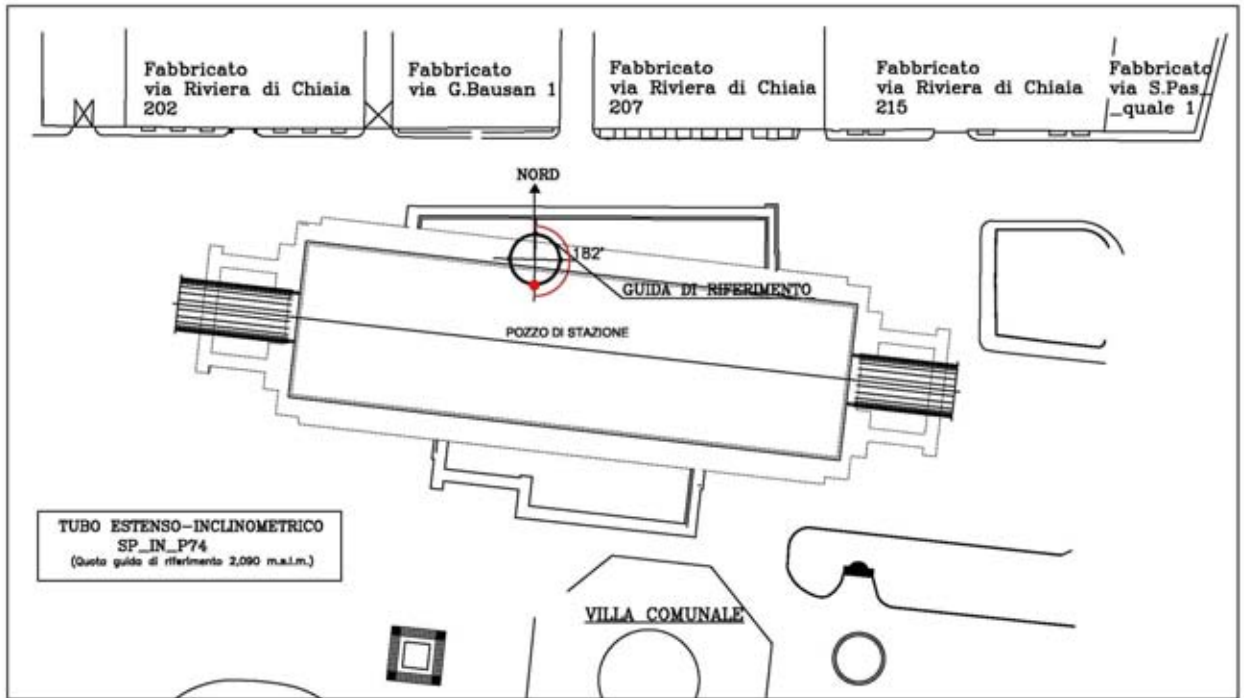 Fabbricato
via Riviera di Chiaia
202
Fabbricato
via G.Bausan 1
Fabbricato
via Riviera di Chiaia
207
Fabbricato
via Riviera di Chiaia
215
Fabbricato
via S.Pas_
_quale 1
NORD
182°
GUIDA DI RIFERIMENTO
POZZO DI STAZIONE
TUBO ESTENSO-INCLINOMETRICO
SP_IN_P74
(Quota guida di riferimento 2,090 m.s.l.m.)
VILLA COMUNALE